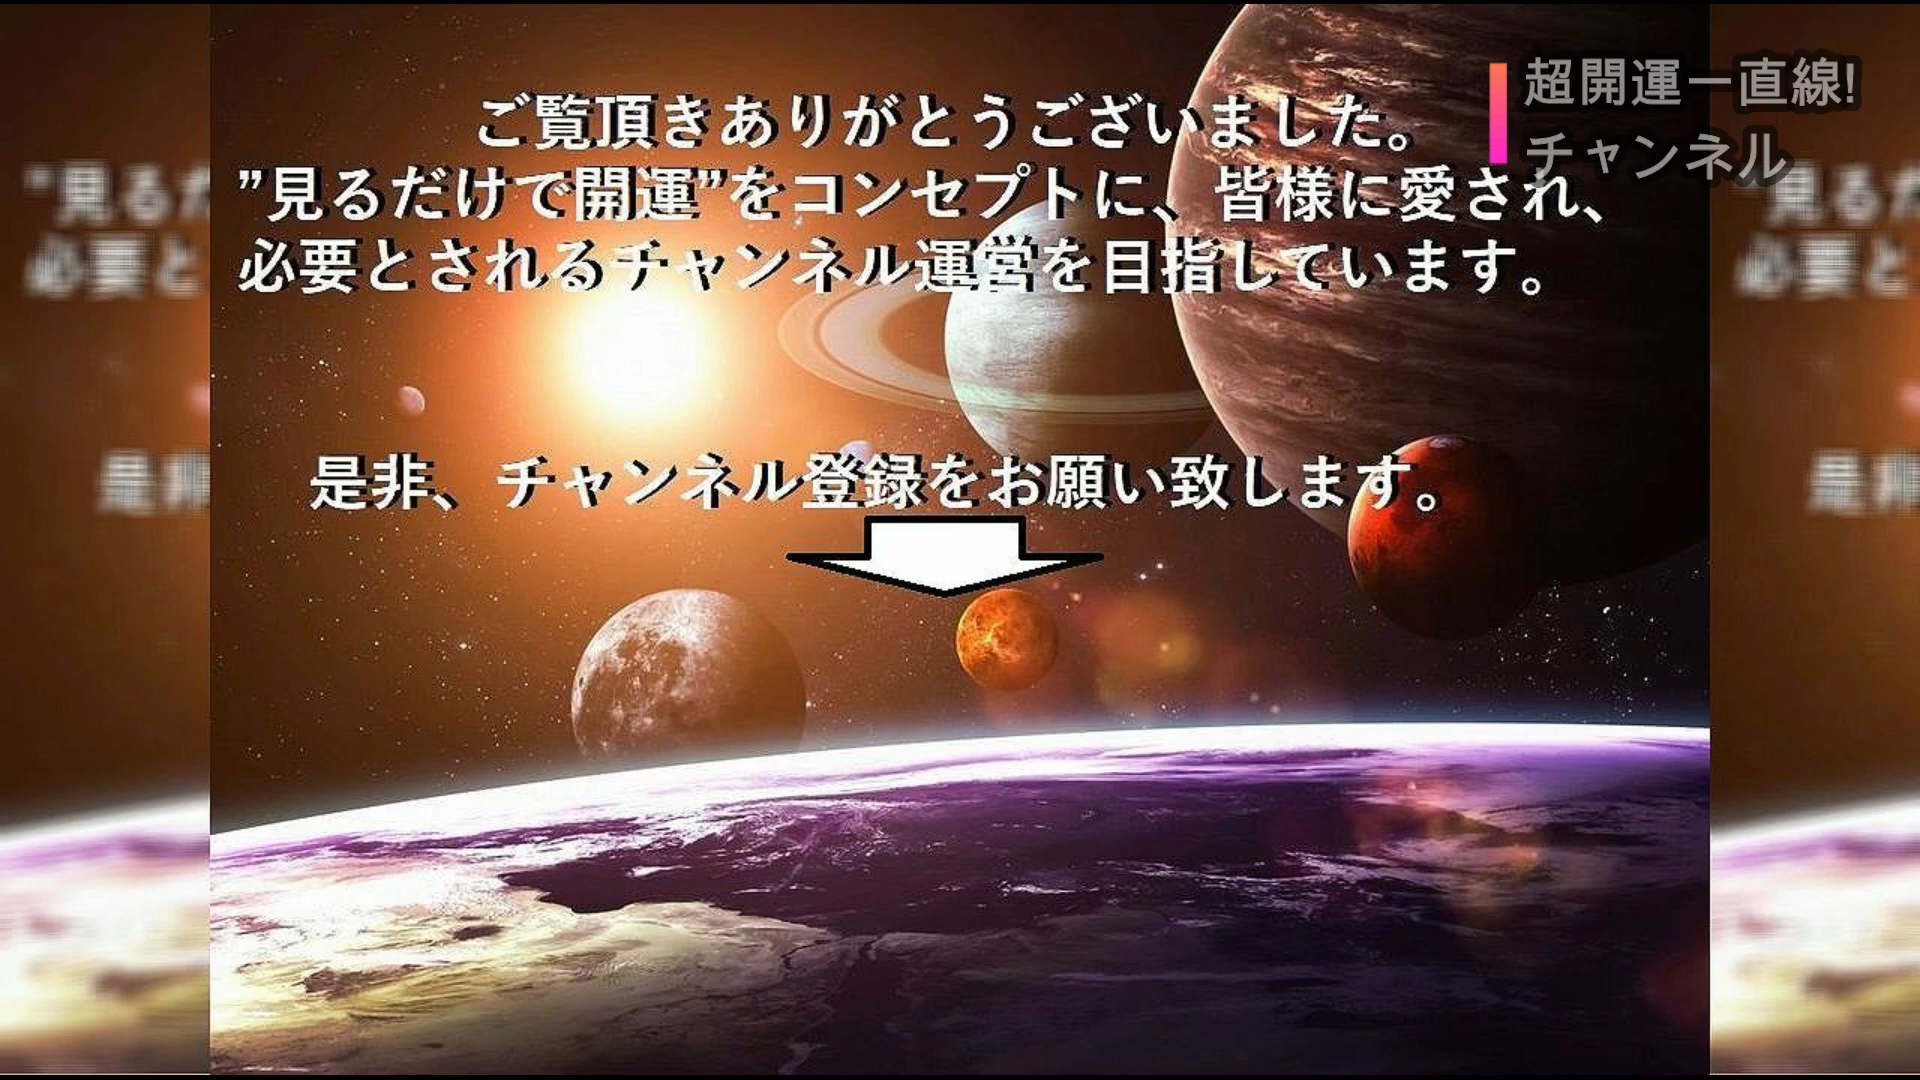 超開運一直線!
チャンネル
ご覧頂きありがとうございました。
”見るだけで開運”をコンセプトに、皆様に愛され、
必要とされるチャンネル運営を目指しています。
是非、チャンネル登録をお願い致します。